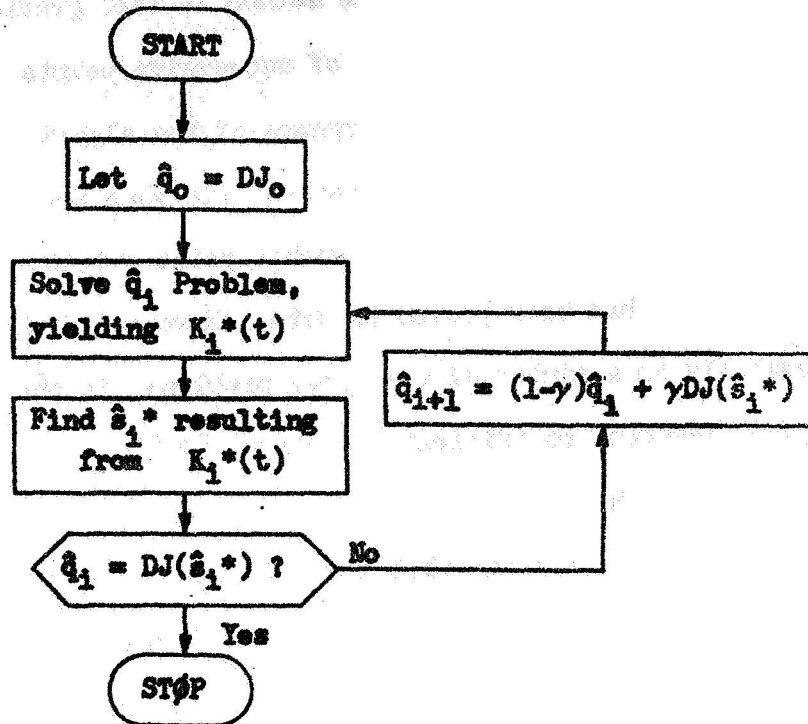 START
Let q̂₀ = DJ₀
Solve q̂ᵢ Problem,
yielding Kᵢ*(t)
Find ŝᵢ* resulting
from Kᵢ*(t)
q̂ᵢ = DJ(ŝᵢ*) ?
No
q̂ᵢ₊₁ = (1-γ)q̂ᵢ + γDJ(ŝᵢ*)
Yes
STØP